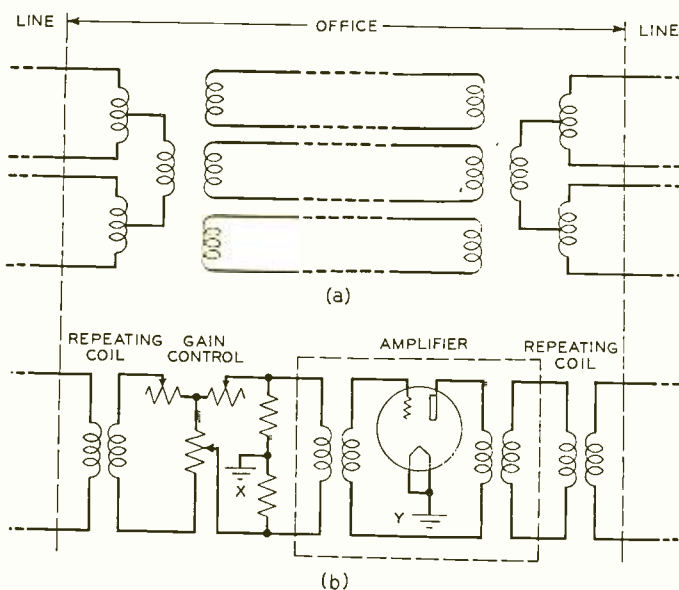 LINE OFFICE LINE
(a)
REPEATING COIL GAIN CONTROL AMPLIFIER REPEATING COIL
X
Y
(b)